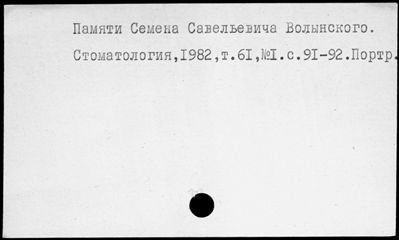 Памяти Семена Савельевича Волынского.
Стоматология,1982,т.61,№1.с.91-92.Портр.